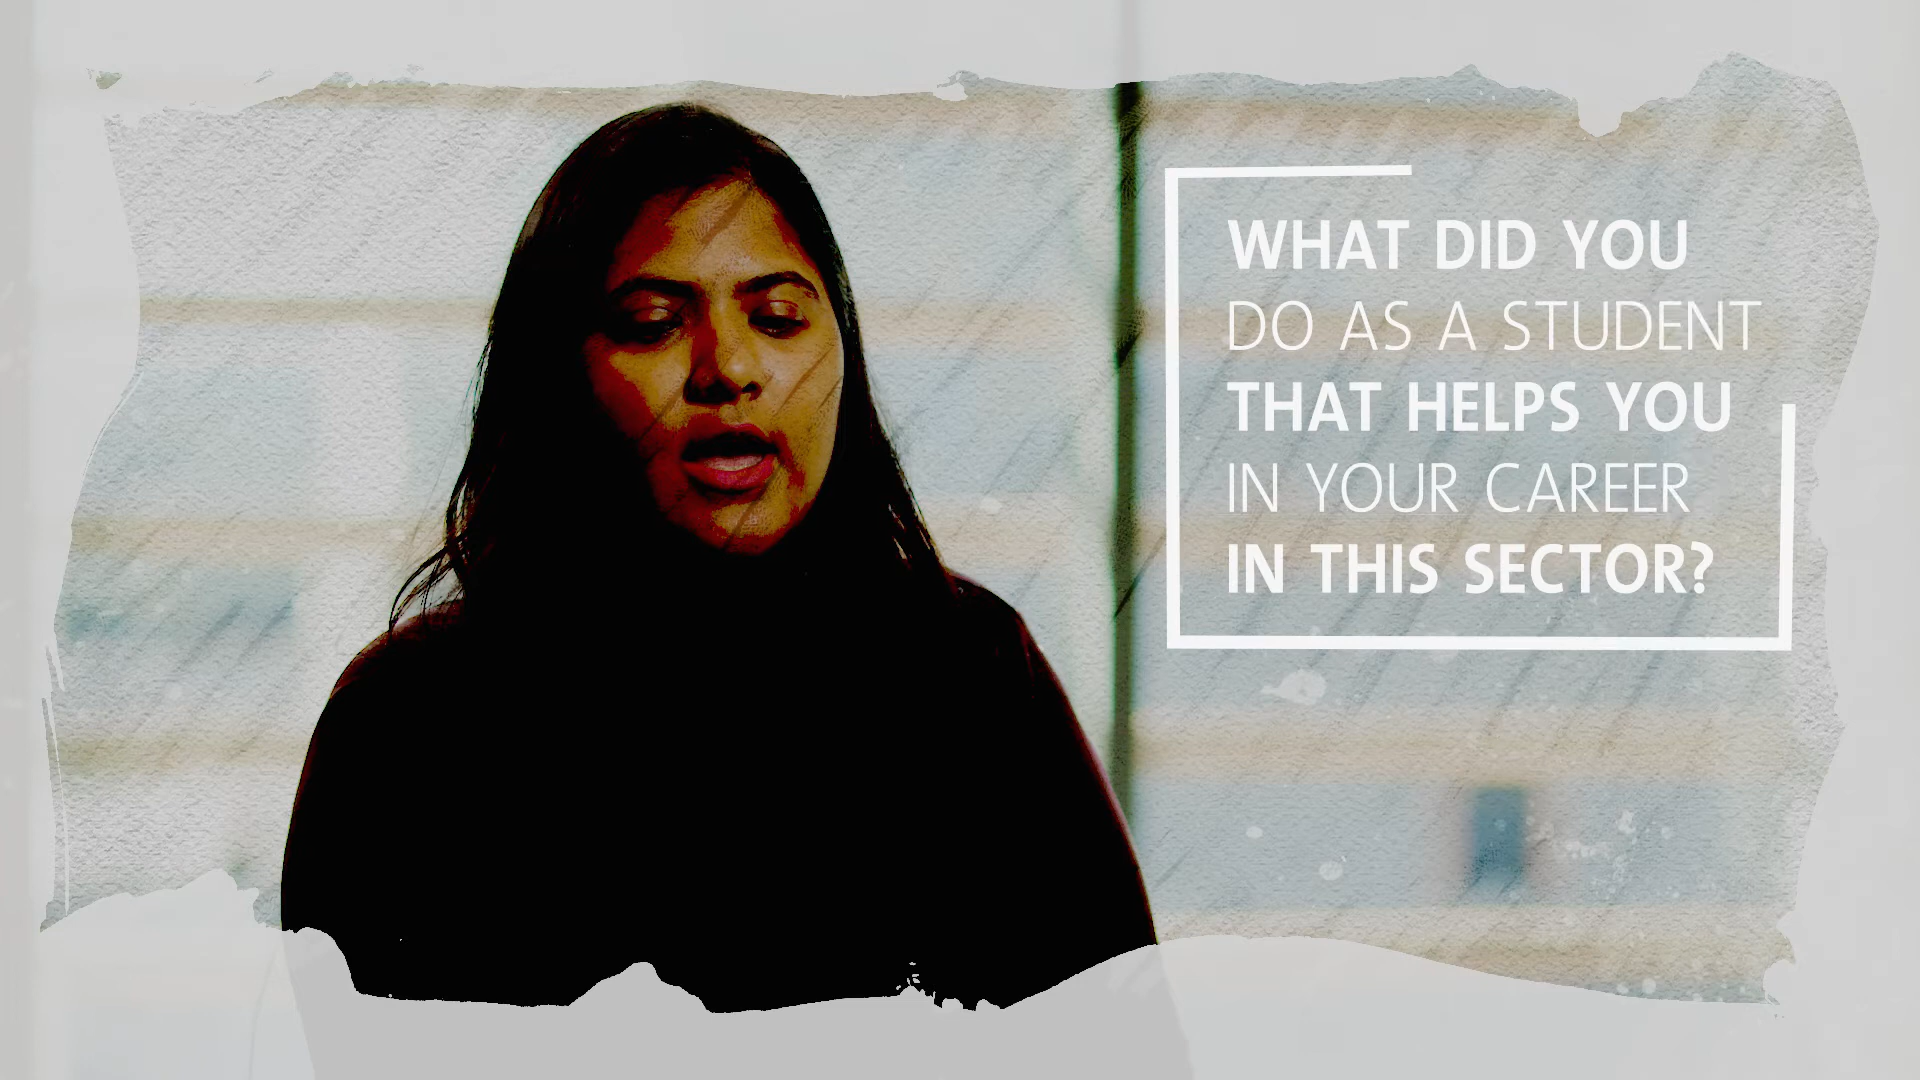 WHAT DID YOU
DO AS A STUDENT
THAT HELPS YOU
IN YOUR CAREER
IN THIS SECTOR?